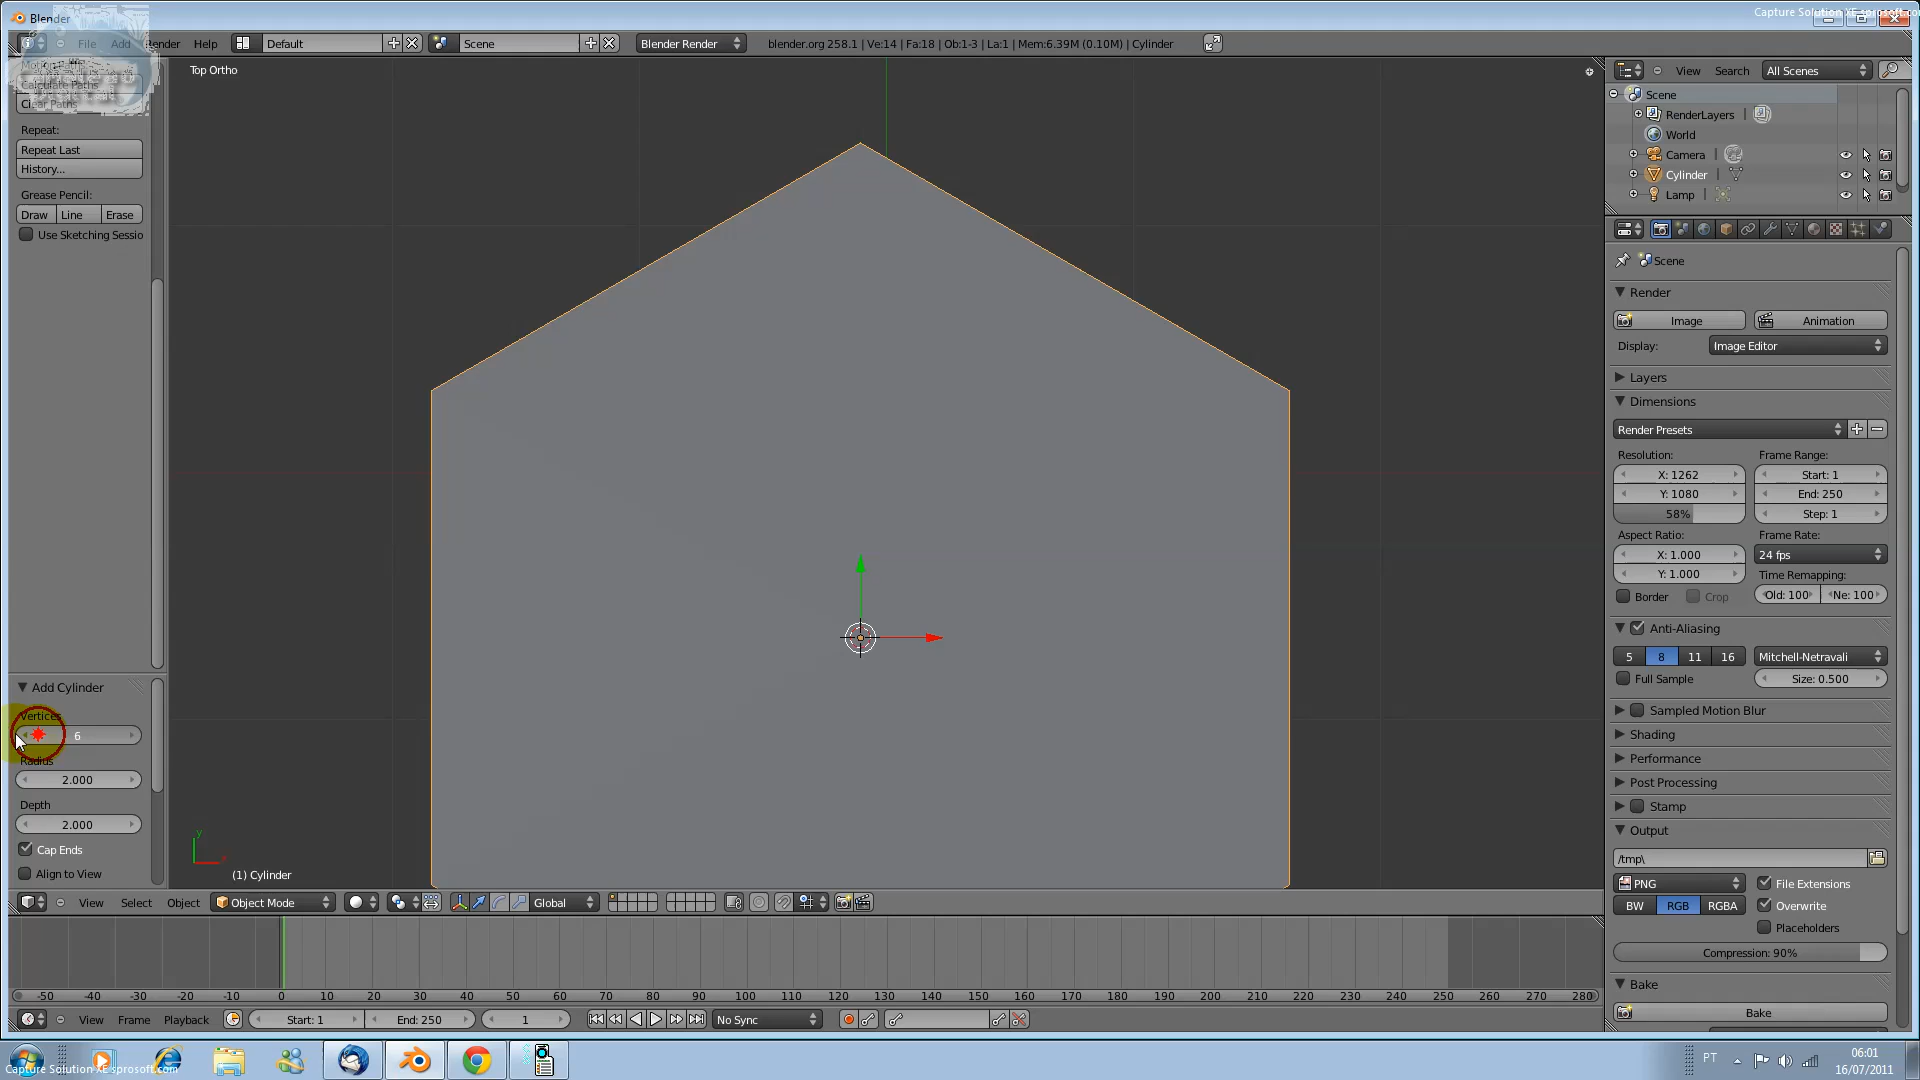 Blender
Capture Solution XE sprosoft.co
File Add Render Help Default Scene Blender Render blender.org 258.1 | Ve:14 | Fa:18 | Ob:1-3 | La:1 | Mem:6.39M (0.10M) | Cylinder
Calculate Paths
Clear Paths
Repeat:
Repeat Last
History...
Grease Pencil:
Draw Line Erase
Use Sketching Sessio
Add Cylinder
Vertices
6
Radius
2.000
Depth
2.000
Cap Ends
Align to View
Top Ortho
y
(1) Cylinder
View Select Object Object Mode Global
-50 -40 -30 -20 -10 0 10 20 30 40 50 60 70 80 90 100 110 120 130 140 150 160 170 180 190 200 210 220 230 240 250 260 270 280
View Frame Playback Start: 1 End: 250 1 No Sync
View Search All Scenes
Scene
RenderLayers
World
Camera
Cylinder
Lamp
Scene
Render
Image Animation
Display: Image Editor
Layers
Dimensions
Render Presets
Resolution: Frame Range:
X: 1262 Start: 1
Y: 1080 End: 250
58% Step: 1
Aspect Ratio: Frame Rate:
X: 1.000 24 fps
Y: 1.000 Time Remapping:
Border Crop Old: 100 Ne: 100
Anti-Aliasing
5 8 11 16 Mitchell-Netravali
Full Sample Size: 0.500
Sampled Motion Blur
Shading
Performance
Post Processing
Stamp
Output
/tmp\
PNG File Extensions
BW RGB RGBA Overwrite
Placeholders
Compression: 90%
Bake
Bake
Capture Solution XE sprosoft.com
PT
06:01
16/07/2011